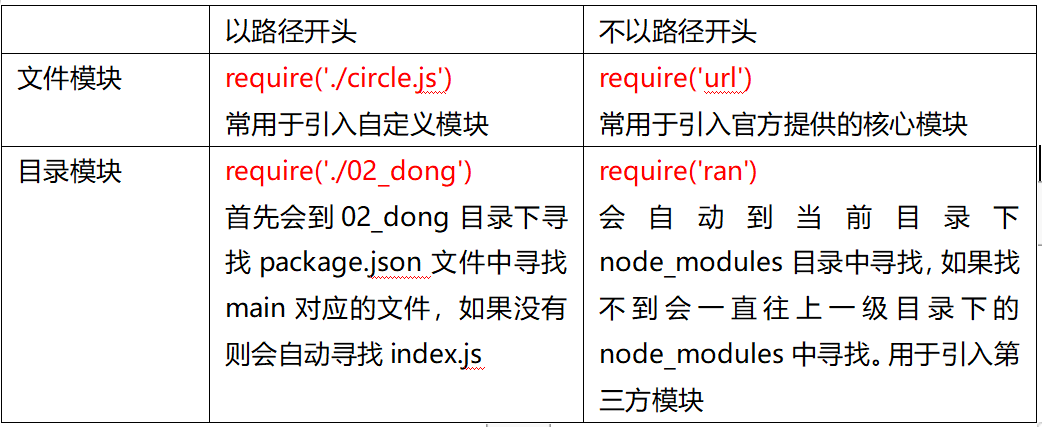 以路径开头
不以路径开头
文件模块
require('./circle.js')
常用于引入自定义模块
require('url')
常用于引入官方提供的核心模块
目录模块
require('./02_dong')
首先会到 02_dong 目录下寻
找 package.json 文件中寻找
main 对应的文件，如果没有
则会自动寻找 index.js
require('ran')
会自动到当前目录下
node_modules 目录中寻找，如果找
不到会一直往上一级目录下的
node_modules 中寻找。用于引入第
三方模块